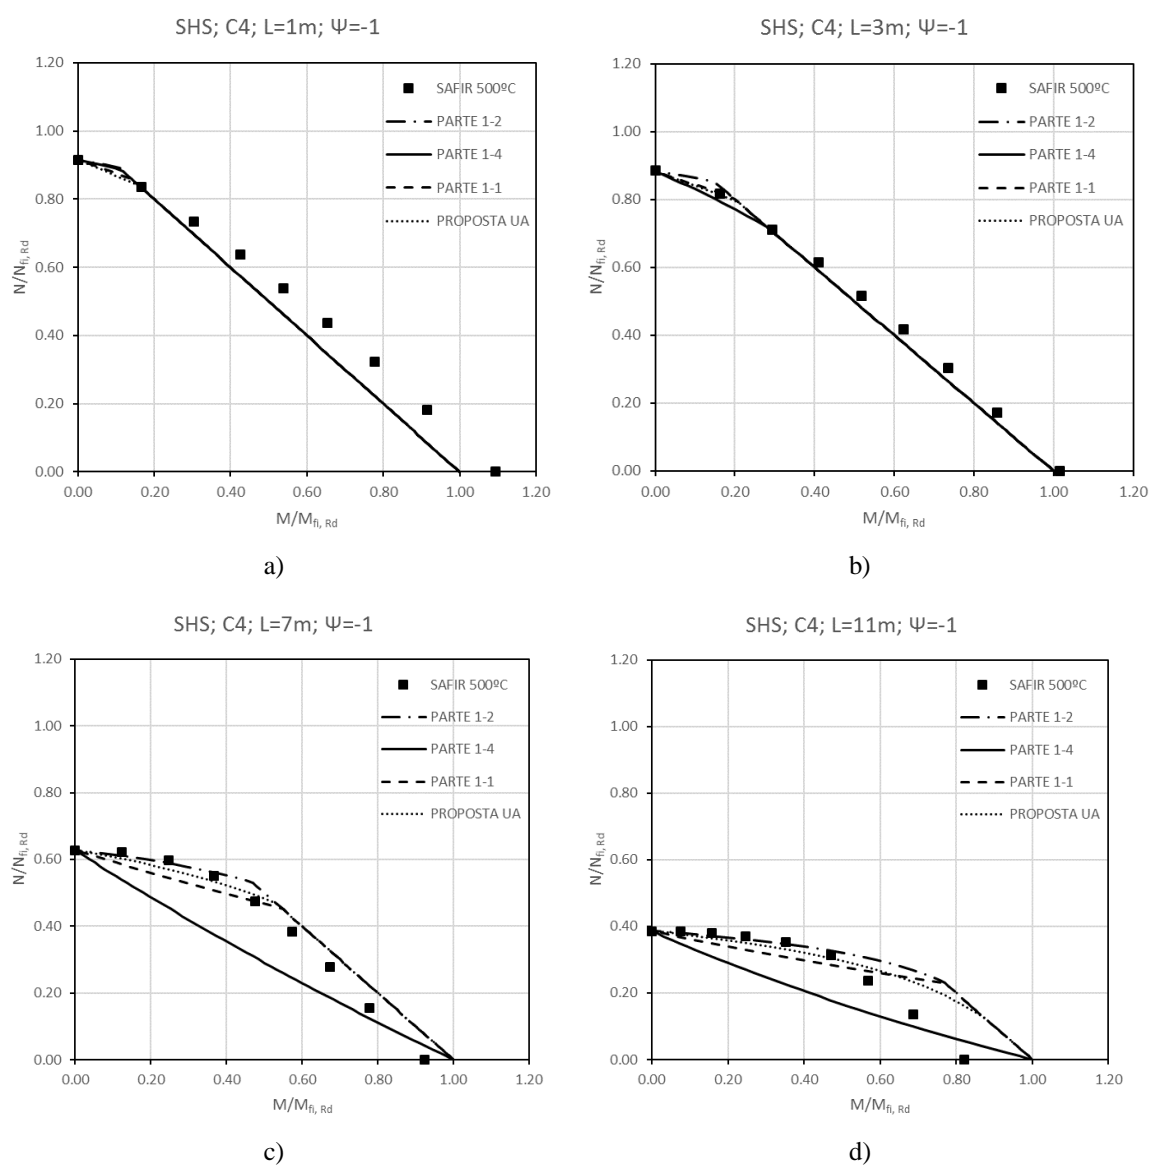 SHS; C4; L=1m; Ψ=-1
1.20
1.00
0.80
0.60
0.40
0.20
0.00
N/Nfi,Rd
SAFIR 500ºC
PARTE 1-2
PARTE 1-4
PARTE 1-1
PROPOSTA UA
0.00 0.20 0.40 0.60 0.80 1.00 1.20
M/Mfi, Rd
a)
SHS; C4; L=3m; Ψ=-1
1.20
1.00
0.80
0.60
0.40
0.20
0.00
N/Nfi,Rd
SAFIR 500ºC
PARTE 1-2
PARTE 1-4
PARTE 1-1
PROPOSTA UA
0.00 0.20 0.40 0.60 0.80 1.00 1.20
M/Mfi, Rd
b)
SHS; C4; L=7m; Ψ=-1
1.20
1.00
0.80
0.60
0.40
0.20
0.00
N/Nfi,Rd
SAFIR 500ºC
PARTE 1-2
PARTE 1-4
PARTE 1-1
PROPOSTA UA
0.00 0.20 0.40 0.60 0.80 1.00 1.20
M/Mfi, Rd
c)
SHS; C4; L=11m; Ψ=-1
1.20
1.00
0.80
0.60
0.40
0.20
0.00
N/Nfi,Rd
SAFIR 500ºC
PARTE 1-2
PARTE 1-4
PARTE 1-1
PROPOSTA UA
0.00 0.20 0.40 0.60 0.80 1.00 1.20
M/Mfi, Rd
d)